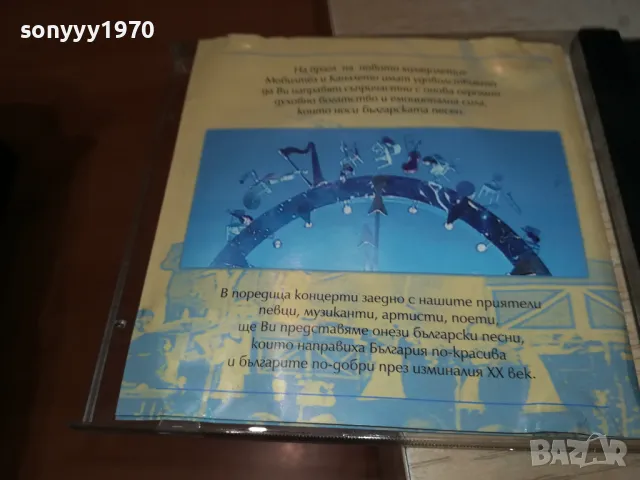 sonyyy1970
На праг на новото хилядолетие
Мобилтел и Каналето имат удоволствието
да Ви направят съпричастни с онова огромно
духовно богатство и емоционална сила,
които носи българската песен.
В поредица концерти заедно с нашите приятели
певци, музиканти, артисти, поети,
ще Ви представяме онези български песни,
които направиха България по-красива
и българите по-добри през изминалия XX век.
BAZAR